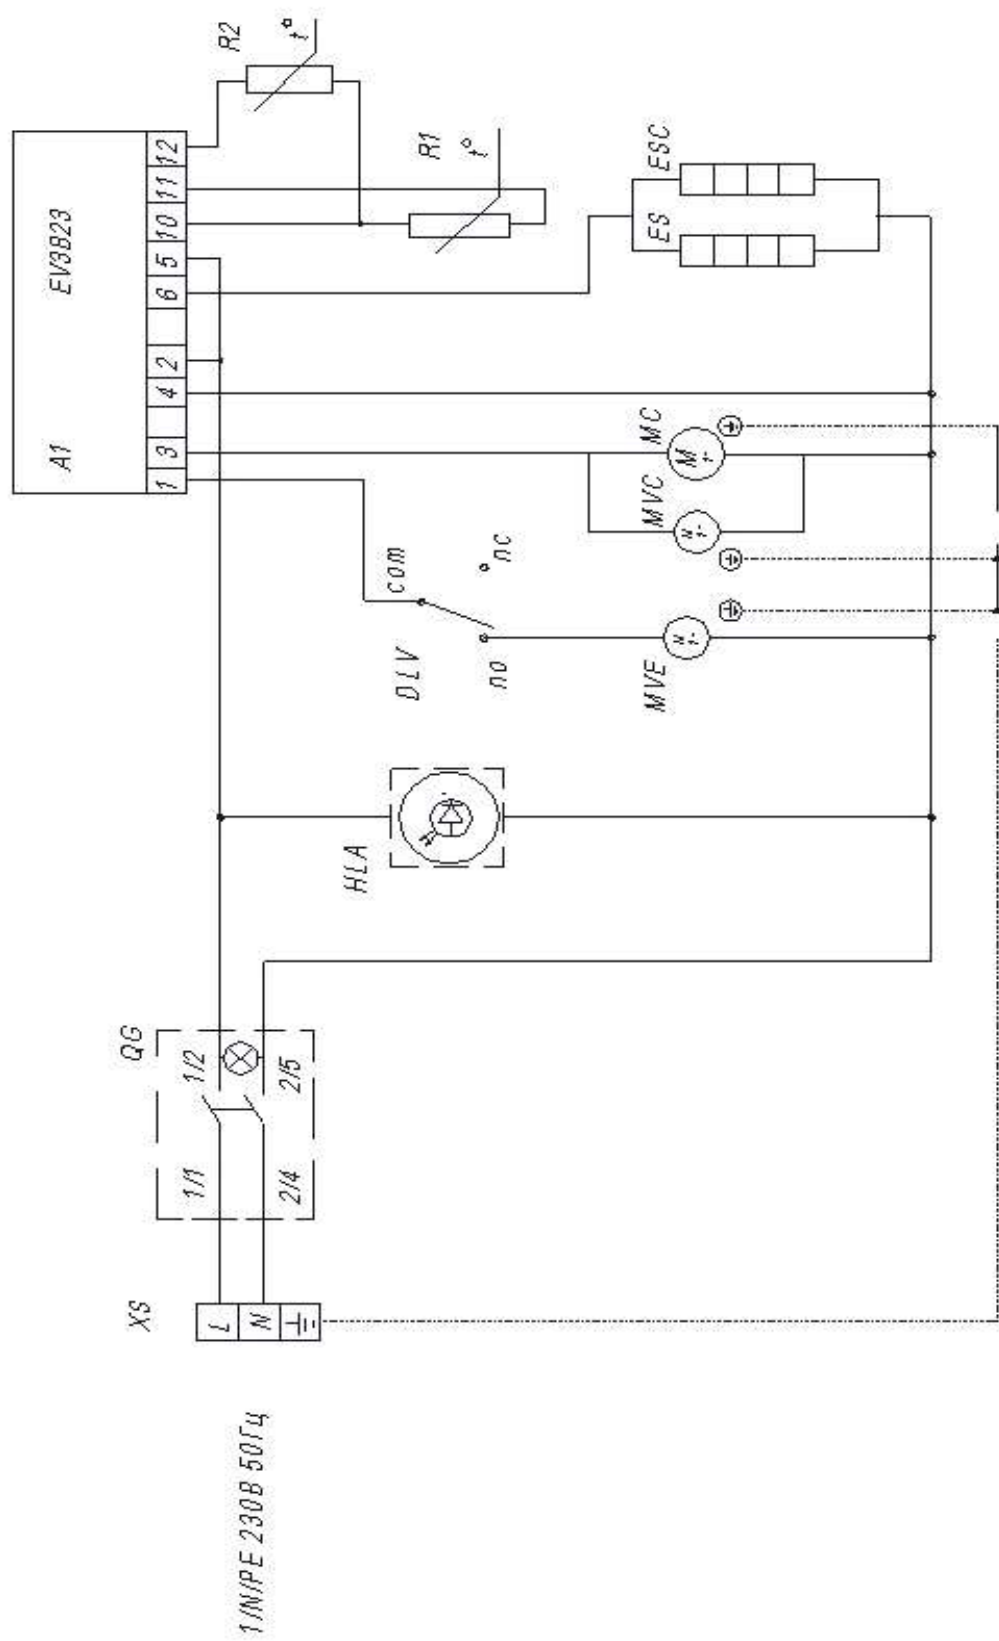 1/N/PE 230В 50Гц
XS
L
N
QG
1/1
1/2
2/4
2/5
HLA
DLV
com
no
nc
MVE
MVC
MC
M
1~
A1
EV3B23
1
3
4
2
6
5
10
11
12
R2
t°
R1
t°
ES
ESC